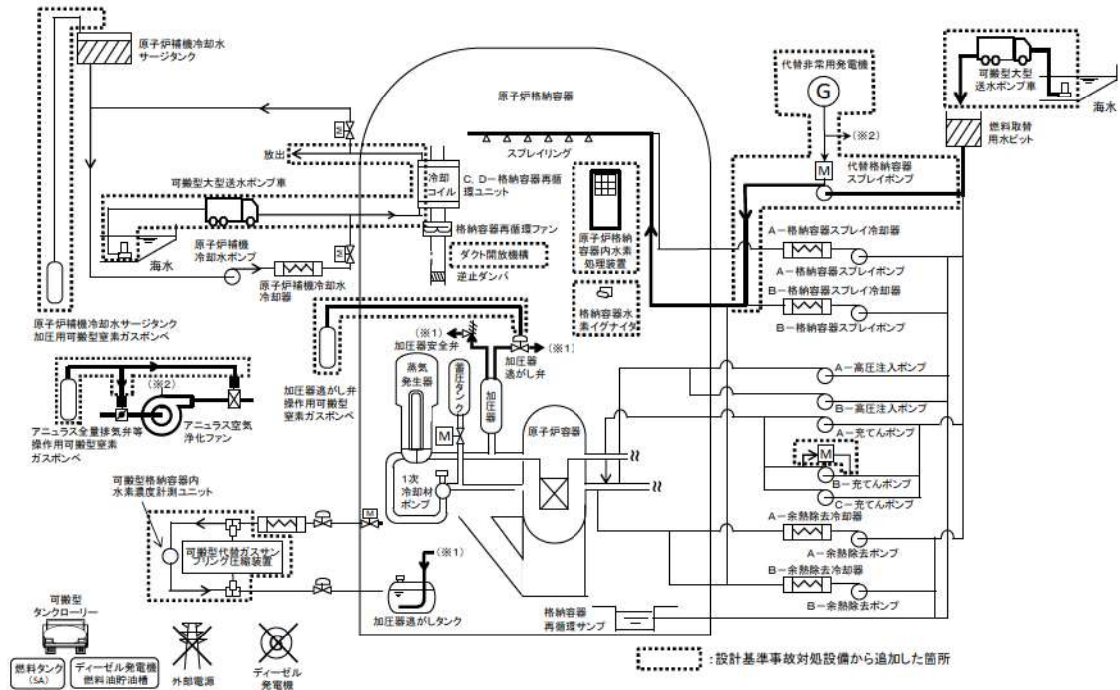 原子炉補機冷却水
サージタンク
原子炉格納容器
代替非常用発電機
G
可搬型大型
送水ポンプ車
海水
(※2)
燃料取替
用水ピット
M
放出
スプレイリング
M
代替格納容器
スプレイポンプ
可搬型大型送水ポンプ車
冷却
コイル
C, D-格納容器再循
環ユニット
格納容器再循環ファン
原子炉格納
容器内水素
処理装置
A-格納容器スプレイ冷却器
原子炉補機
冷却水ポンプ
M
海水
ダクト開放機構
逆止ダンパ
A-格納容器スプレイポンプ
B-格納容器スプレイ冷却器
原子炉補機冷却水
冷却器
格納容器水
素イグナイタ
B-格納容器スプレイポンプ
原子炉補機冷却水サージタンク
加圧用可搬型窒素ガスボンベ
(※1)
加圧器安全弁
(※1)
加圧器
逃がし弁
蒸気
発生器
蓄圧タンク
加圧器
A-高圧注入ポンプ
(※2)
加圧器逃がし弁
操作用可搬型
窒素ガスボンベ
B-高圧注入ポンプ
アニュラス全量排気弁等
操作用可搬型窒素
ガスボンベ
アニュラス空気
浄化ファン
原子炉容器
A-充てんポンプ
M
M
B-充てんポンプ
1次
冷却材
ポンプ
C-充てんポンプ
可搬型格納容器内
水素濃度計測ユニット
M
A-余熱除去冷却器
可搬型代替ガスサン
プリング圧縮装置
(※1)
A-余熱除去ポンプ
B-余熱除去冷却器
B-余熱除去ポンプ
加圧器逃がしタンク
格納容器
再循環サンプ
可搬型
タンクローリー
燃料タンク
(SA)
ディーゼル発電機
燃料油貯油槽
外部電源
ディーゼル
発電機
:設計基準事故対処設備から追加した箇所